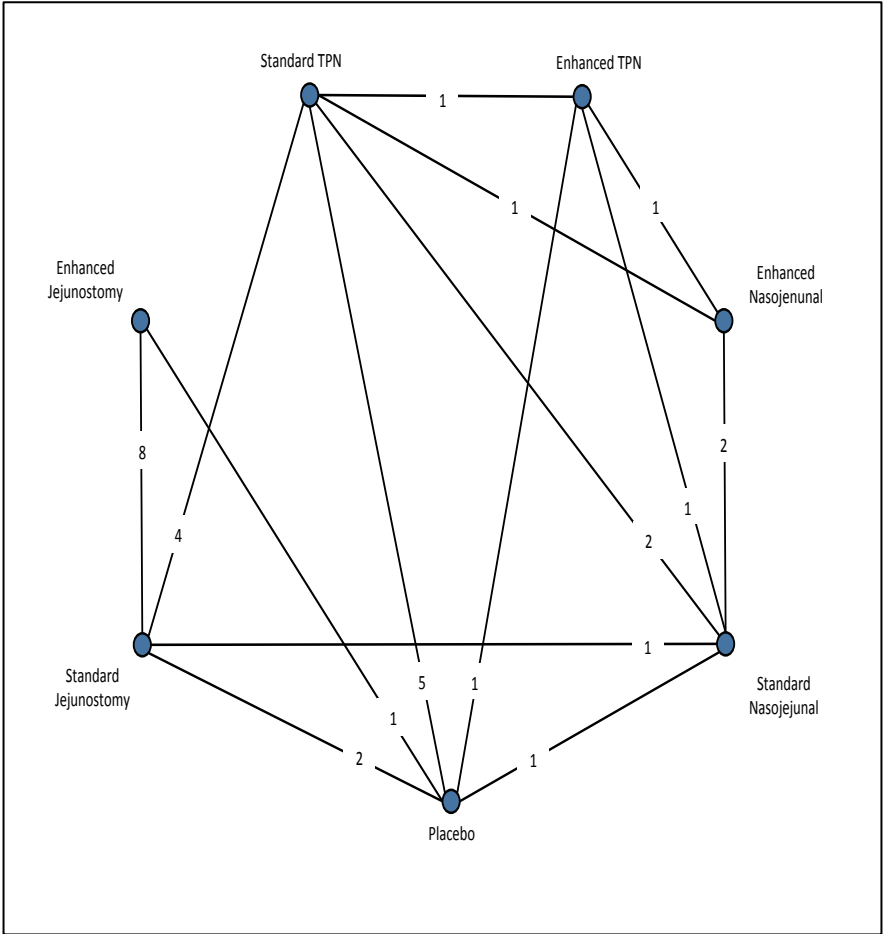 Standard TPN
Enhanced TPN
1
1
1
Enhanced
Jejunostomy
Enhanced
Nasojenunal
8
2
1
4
2
1
Standard
Jejunostomy
5
1
Standard
Nasojejunal
1
2
1
Placebo